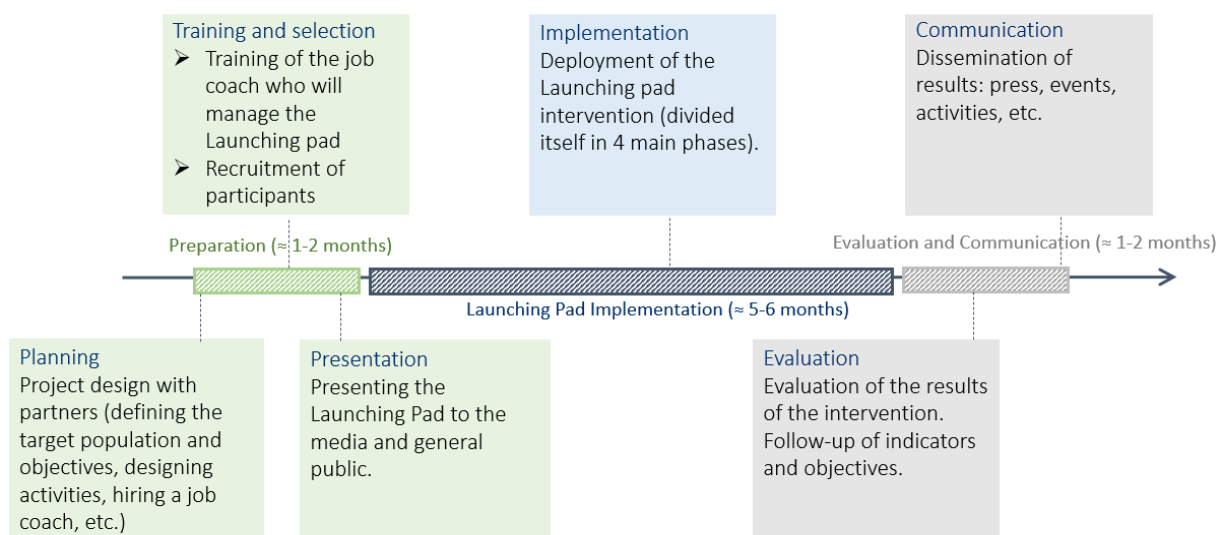 Training and selection
➢ Training of the job
coach who will
manage the
Launching pad
➢ Recruitment of
participants
Implementation
Deployment of the
Launching pad
intervention (divided
itself in 4 main phases).
Communication
Dissemination of
results: press, events,
activities, etc.
Preparation (≈ 1-2 months)
Evaluation and Communication (≈ 1-2 months)
Launching Pad Implementation (≈ 5-6 months)
Planning
Project design with
partners (defining the
target population and
objectives, designing
activities, hiring a job
coach, etc.)
Presentation
Presenting the
Launching Pad to the
media and general
public.
Evaluation
Evaluation of the results
of the intervention.
Follow-up of indicators
and objectives.